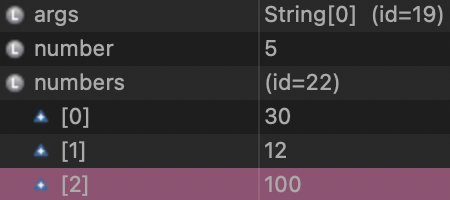 args String[0] (id=19)
number 5
numbers (id=22)
[0] 30
[1] 12
[2] 100